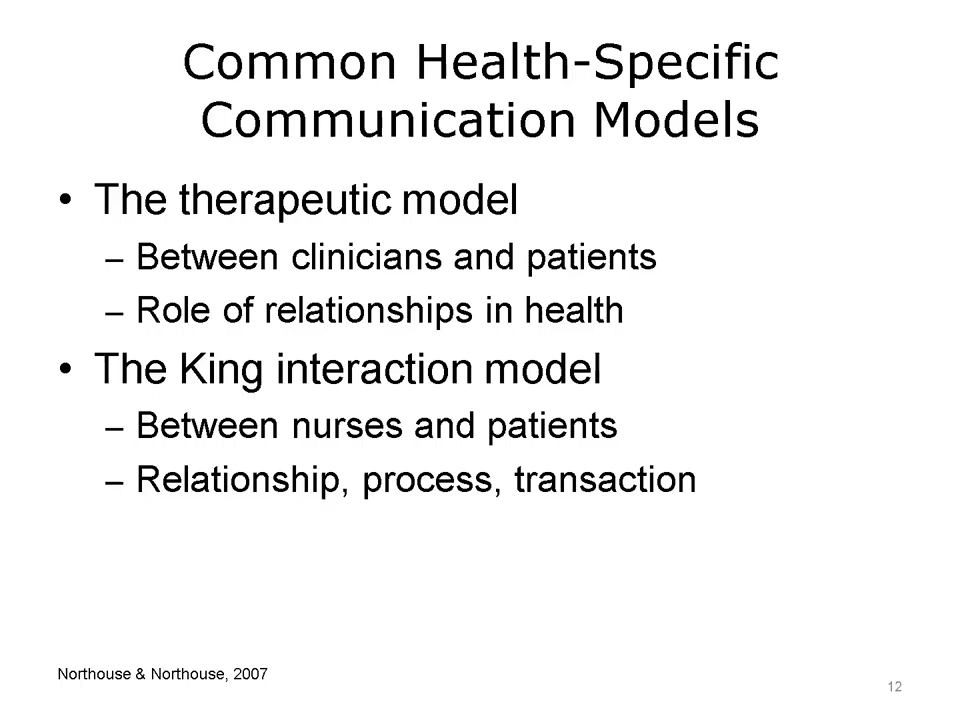 Common Health-Specific
Communication Models
• The therapeutic model
– Between clinicians and patients
– Role of relationships in health
• The King interaction model
– Between nurses and patients
– Relationship, process, transaction
Northouse & Northouse, 2007
12